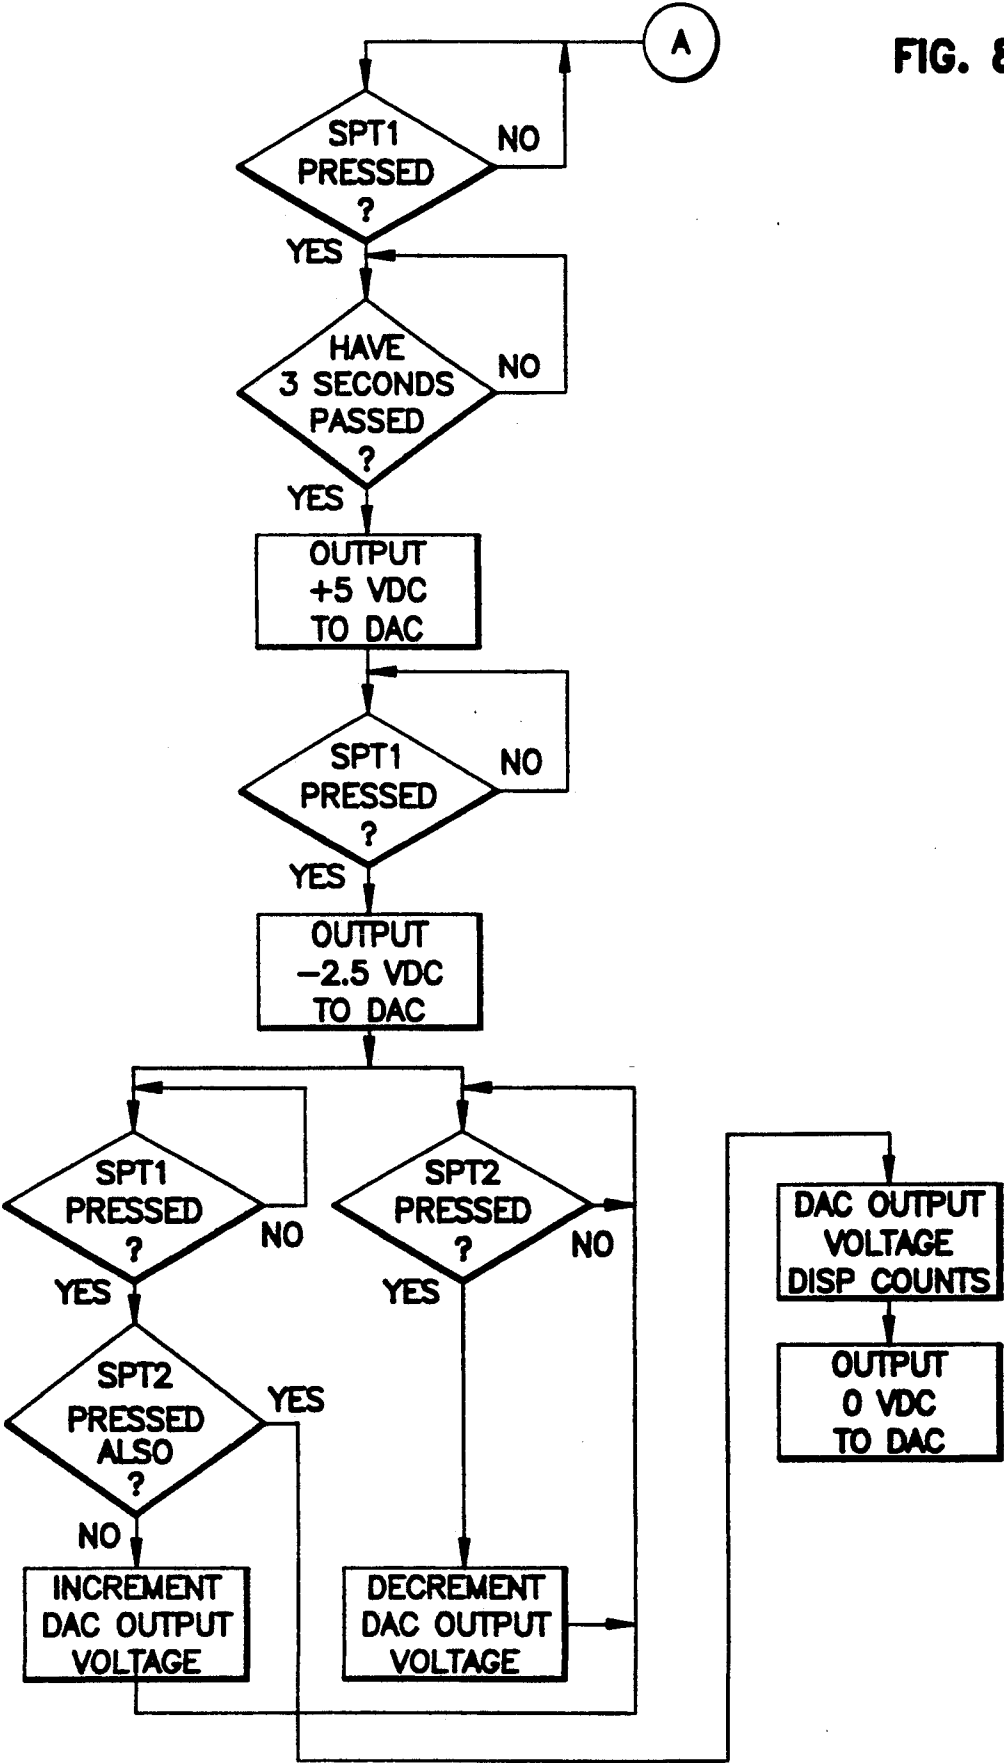 A
FIG. 8
SPT1
PRESSED
?
NO
YES
HAVE
3 SECONDS
PASSED
?
NO
YES
OUTPUT
+5 VDC
TO DAC
SPT1
PRESSED
?
NO
YES
OUTPUT
-2.5 VDC
TO DAC
SPT1
PRESSED
?
NO
YES
SPT2
PRESSED
?
NO
YES
SPT2
PRESSED
ALSO
?
YES
NO
INCREMENT
DAC OUTPUT
VOLTAGE
DECREMENT
DAC OUTPUT
VOLTAGE
DAC OUTPUT
VOLTAGE
DISP COUNTS
OUTPUT
0 VDC
TO DAC